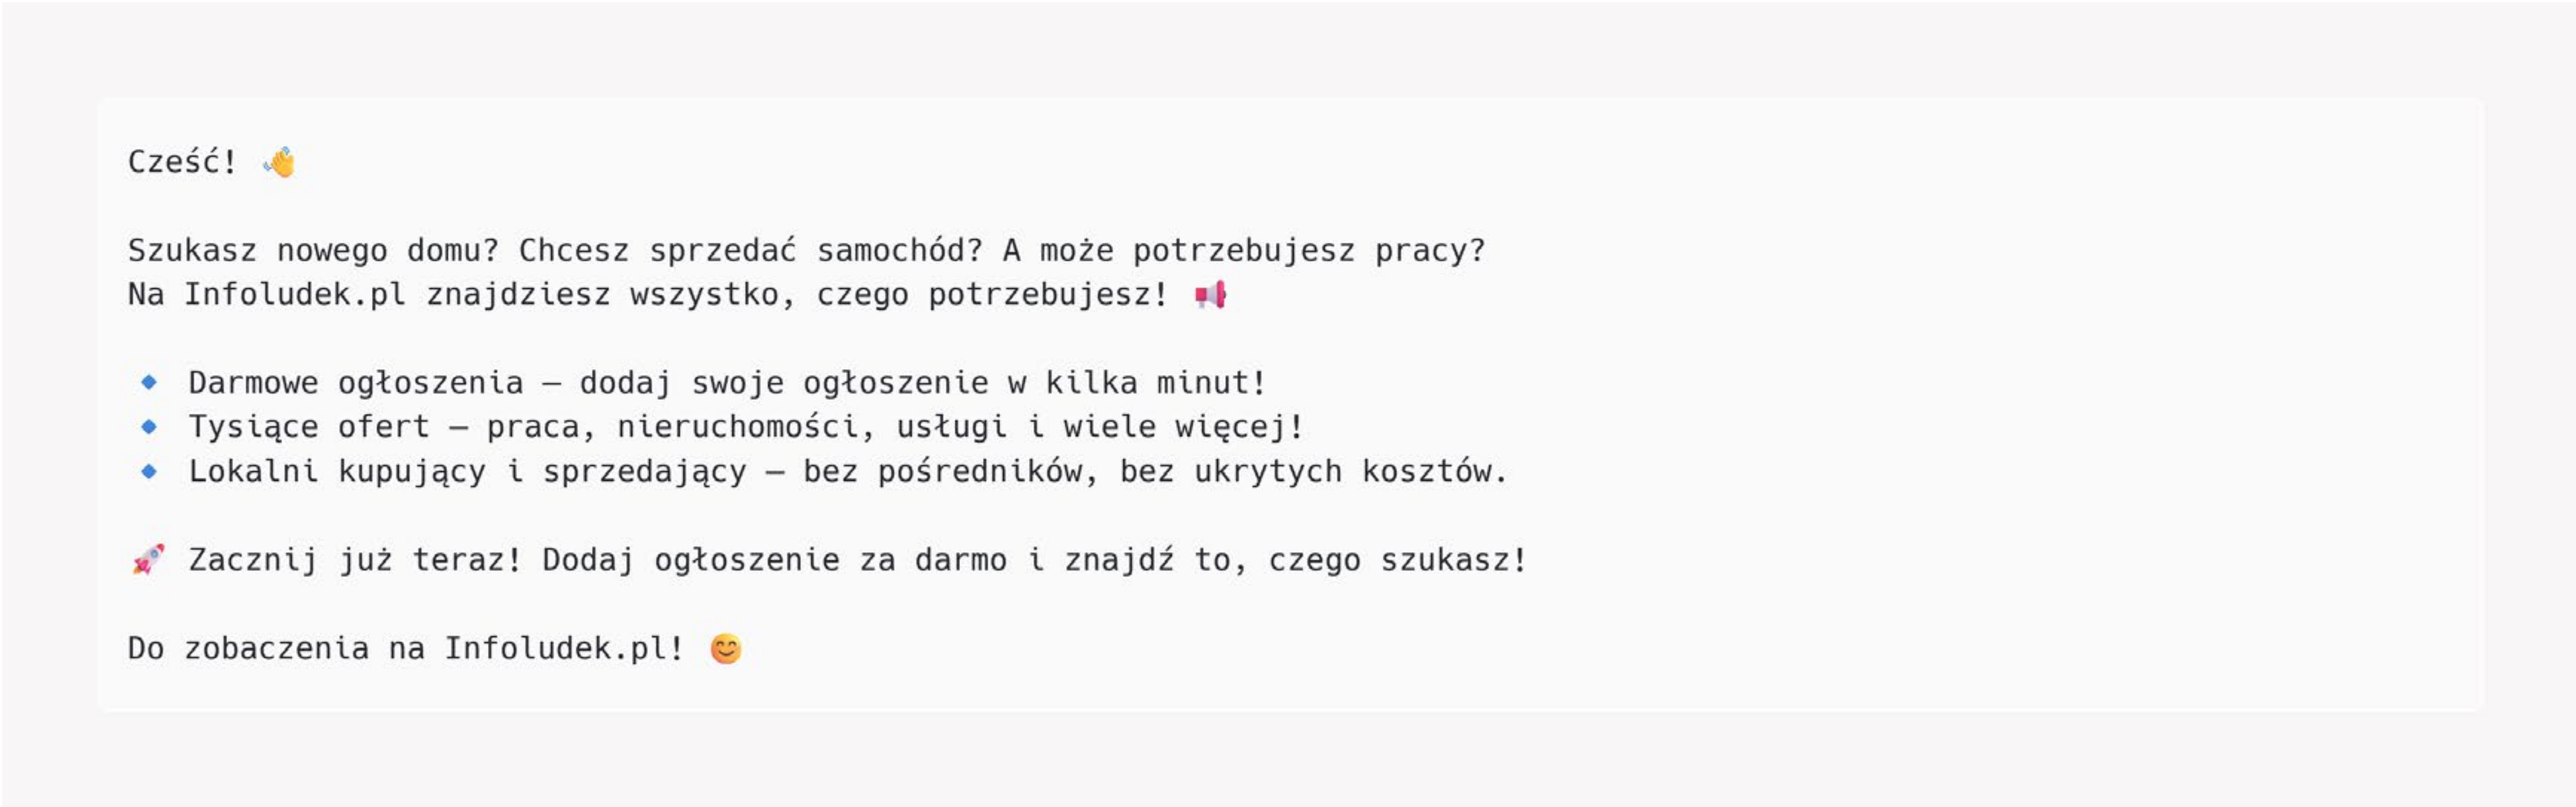 Cześć! 👋
Szukasz nowego domu? Chcesz sprzedać samochód? A może potrzebujesz pracy?
Na Infoludek.pl znajdziesz wszystko, czego potrzebujesz! 📢
🔹 Darmowe ogłoszenia – dodaj swoje ogłoszenie w kilka minut!
🔹 Tysiące ofert – praca, nieruchomości, usługi i wiele więcej!
🔹 Lokalni kupujący i sprzedający – bez pośredników, bez ukrytych kosztów.
🚀 Zacznij już teraz! Dodaj ogłoszenie za darmo i znajdź to, czego szukasz!
Do zobaczenia na Infoludek.pl! 😊